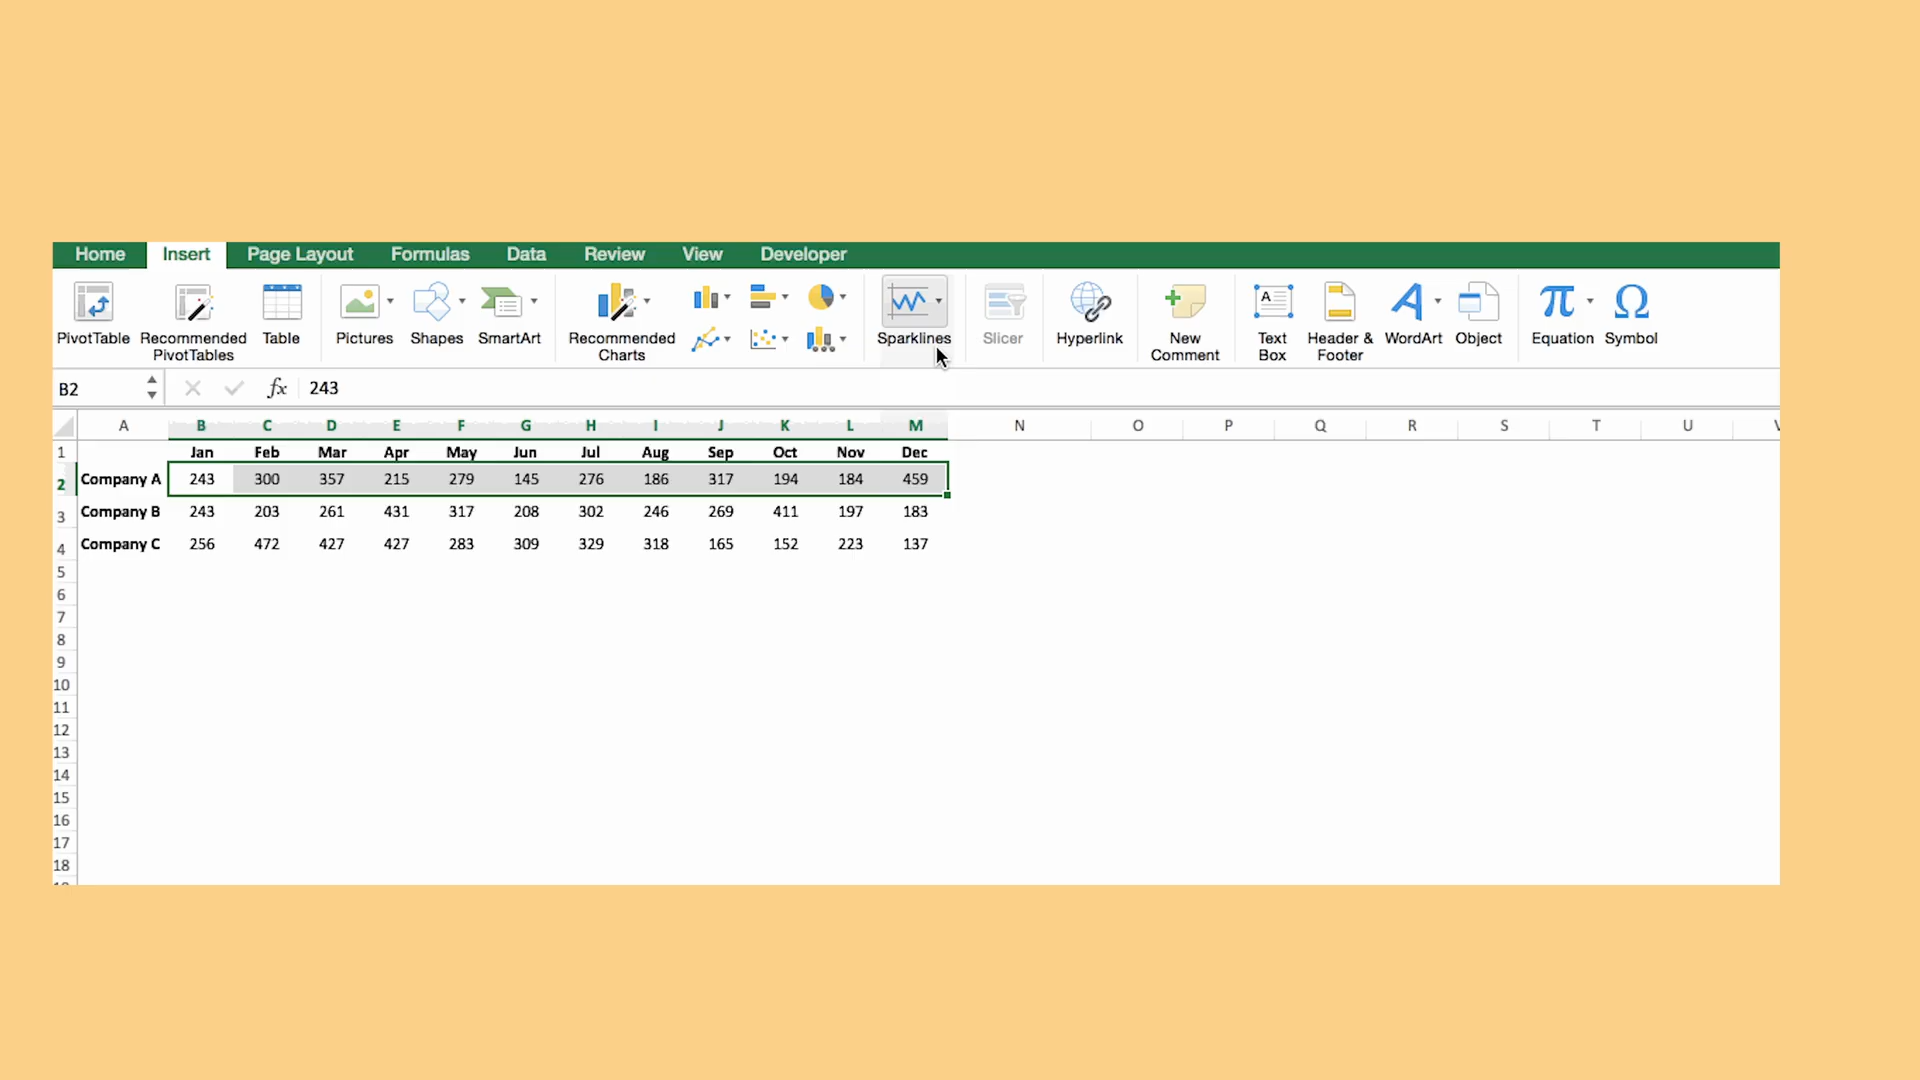 Home Insert Page Layout Formulas Data Review View Developer
PivotTable Recommended PivotTables Table Pictures Shapes SmartArt Recommended Charts Sparklines Slicer Hyperlink New Comment Text Box Header & Footer WordArt Object Equation Symbol
B2 fx 243
A B C D E F G H I J K L M N O P Q R S T U
1 Jan Feb Mar Apr May Jun Jul Aug Sep Oct Nov Dec
2 Company A 243 300 357 215 279 145 276 186 317 194 184 459
3 Company B 243 203 261 431 317 208 302 246 269 411 197 183
4 Company C 256 472 427 427 283 309 329 318 165 152 223 137
5
6
7
8
9
10
11
12
13
14
15
16
17
18